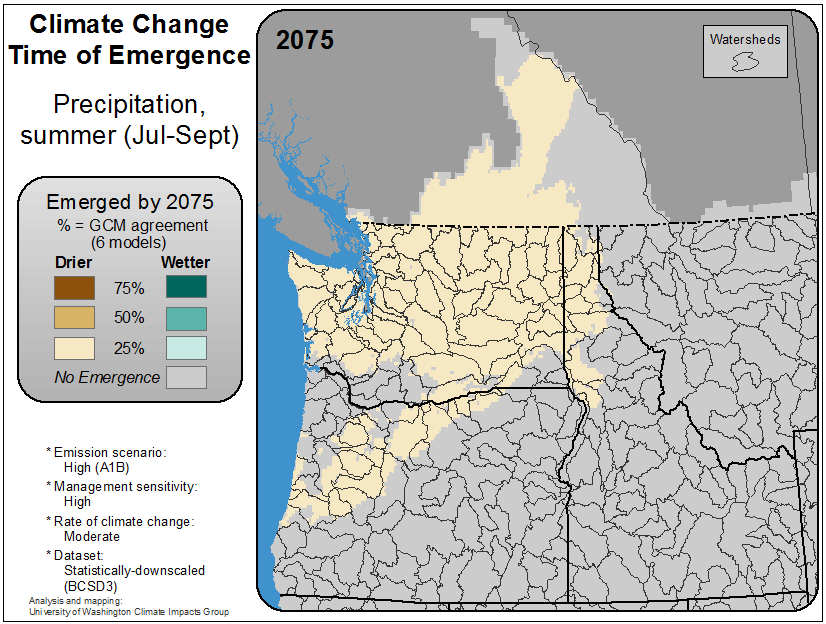 Climate Change
Time of Emergence
Precipitation,
summer (Jul-Sept)
Emerged by 2075
% = GCM agreement
(6 models)
Drier Wetter
75%
50%
25%
No Emergence
* Emission scenario:
High (A1B)
* Management sensitivity:
High
* Rate of climate change:
Moderate
* Dataset:
Statistically-downscaled
(BCSD3)
Analysis and mapping:
University of Washington Climate Impacts Group
2075
Watersheds